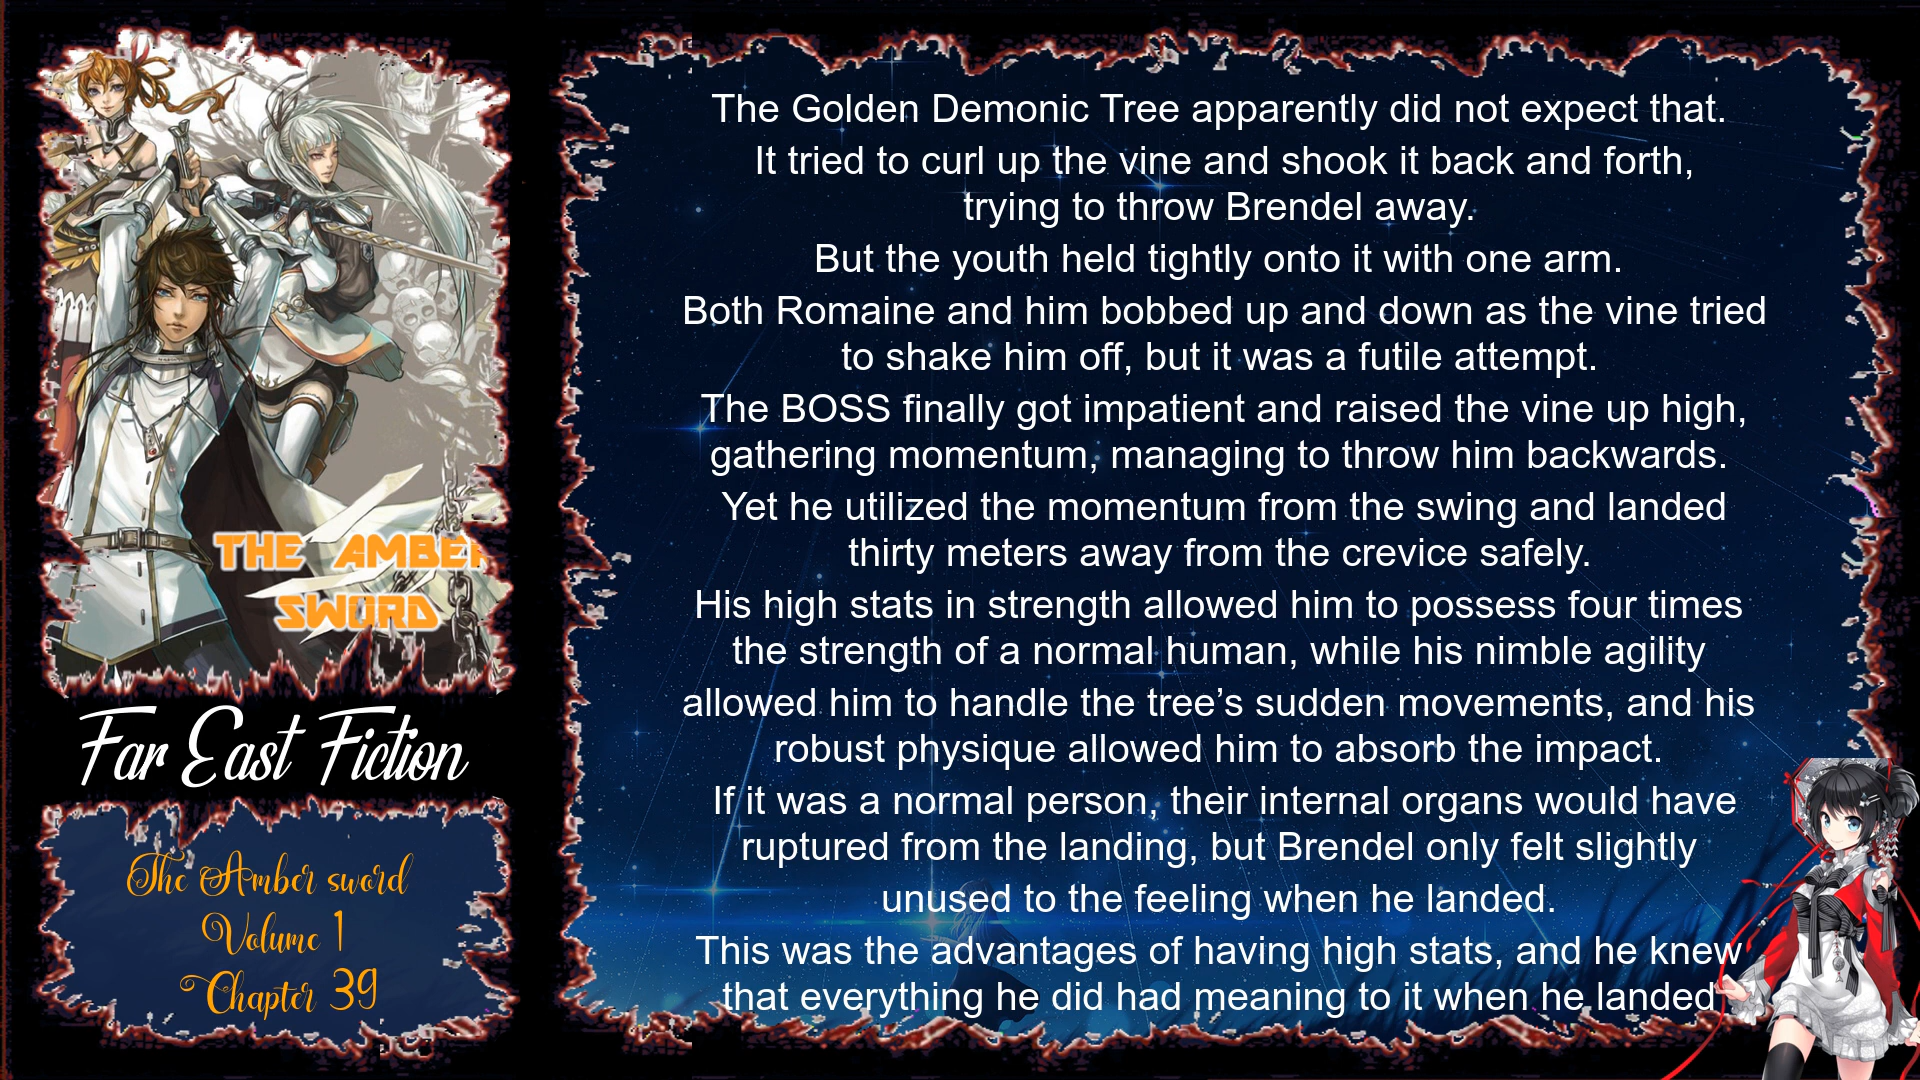 THE AMBER
SWORD
Far East Fiction
The Amber sword
Volume 1
Chapter 39
The Golden Demonic Tree apparently did not expect that.
It tried to curl up the vine and shook it back and forth,
trying to throw Brendel away.
But the youth held tightly onto it with one arm.
Both Romaine and him bobbed up and down as the vine tried
to shake him off, but it was a futile attempt.
The BOSS finally got impatient and raised the vine up high,
gathering momentum, managing to throw him backwards.
Yet he utilized the momentum from the swing and landed
thirty meters away from the crevice safely.
His high stats in strength allowed him to possess four times
the strength of a normal human, while his nimble agility
allowed him to handle the tree’s sudden movements, and his
robust physique allowed him to absorb the impact.
If it was a normal person, their internal organs would have
ruptured from the landing, but Brendel only felt slightly
unused to the feeling when he landed.
This was the advantages of having high stats, and he knew
that everything he did had meaning to it when he landed